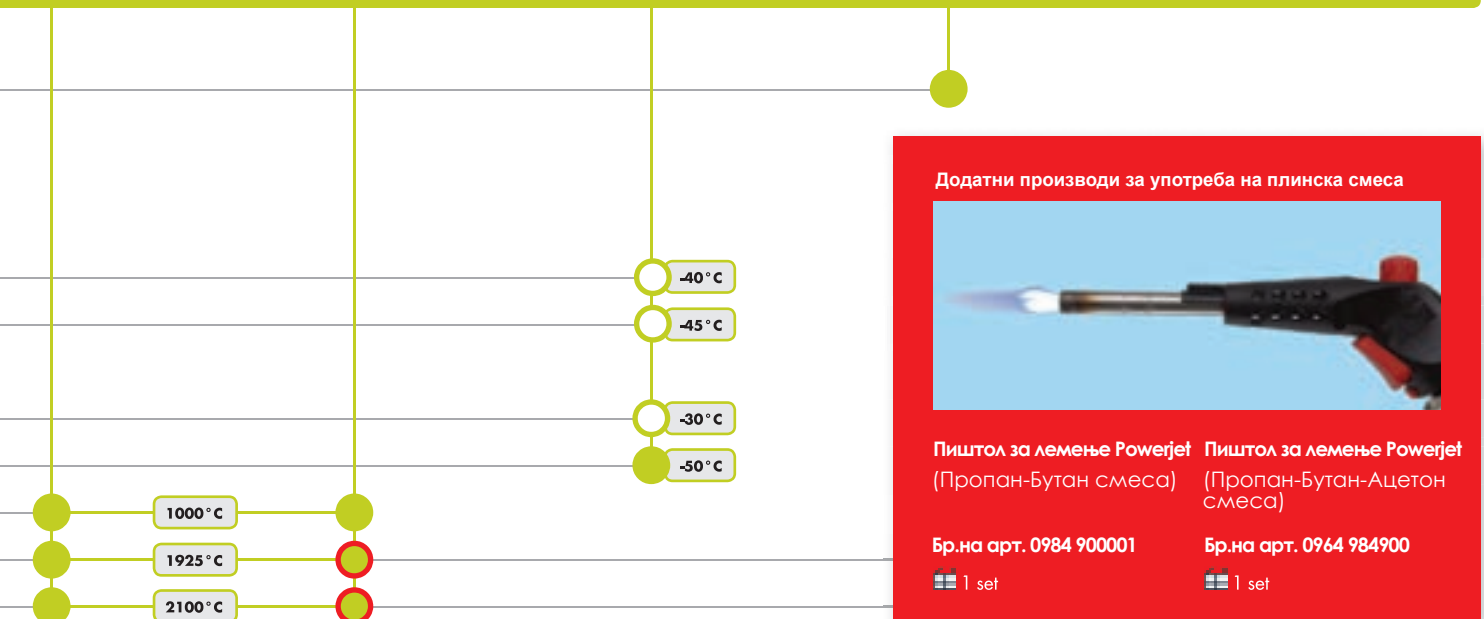 -40°C
-45°C
-30°C
-50°C
1000°C
1925°C
2100°C
Додатни производи за употреба на плинска смеса
Пиштол за лемење Powerjet
(Пропан-Бутан смеса)
Бр.на арт. 0984 900001
1 set
Пиштол за лемење Powerjet
(Пропан-Бутан-Ацетон
смеса)
Бр.на арт. 0964 984900
1 set